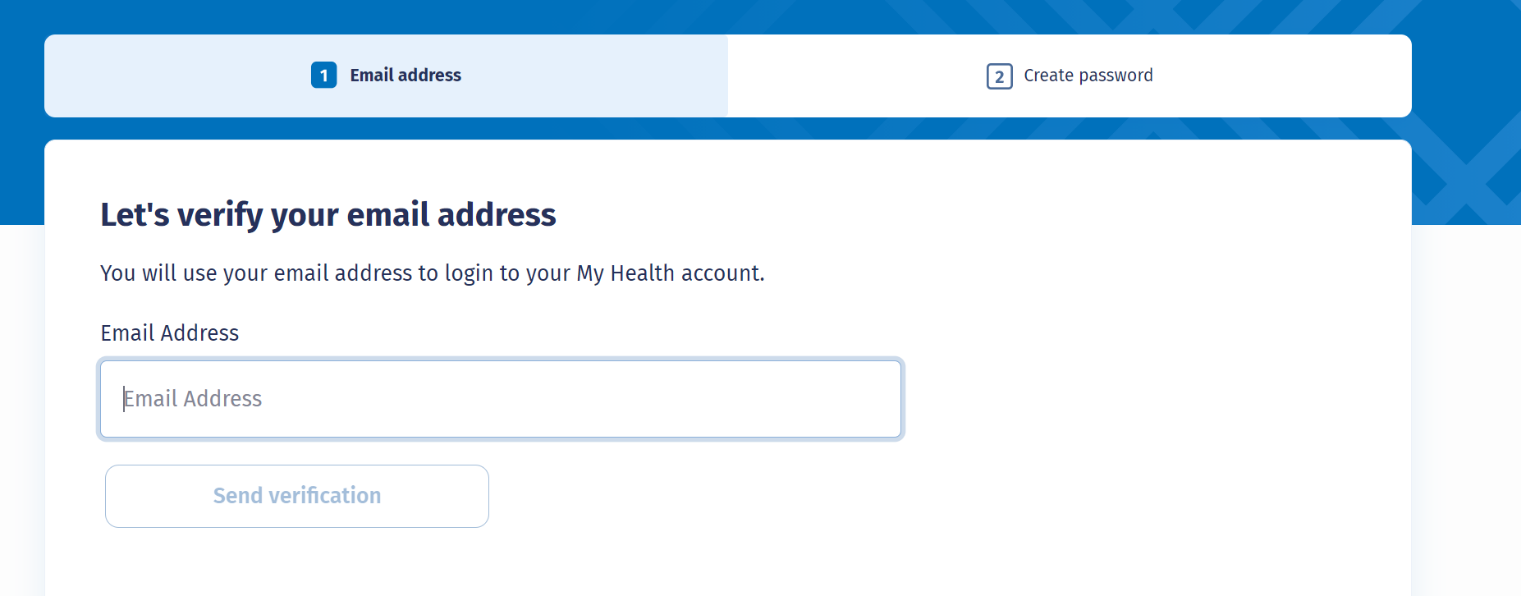 1 Email address
2 Create password
Let's verify your email address
You will use your email address to login to your My Health account.
Email Address
Email Address
Send verification